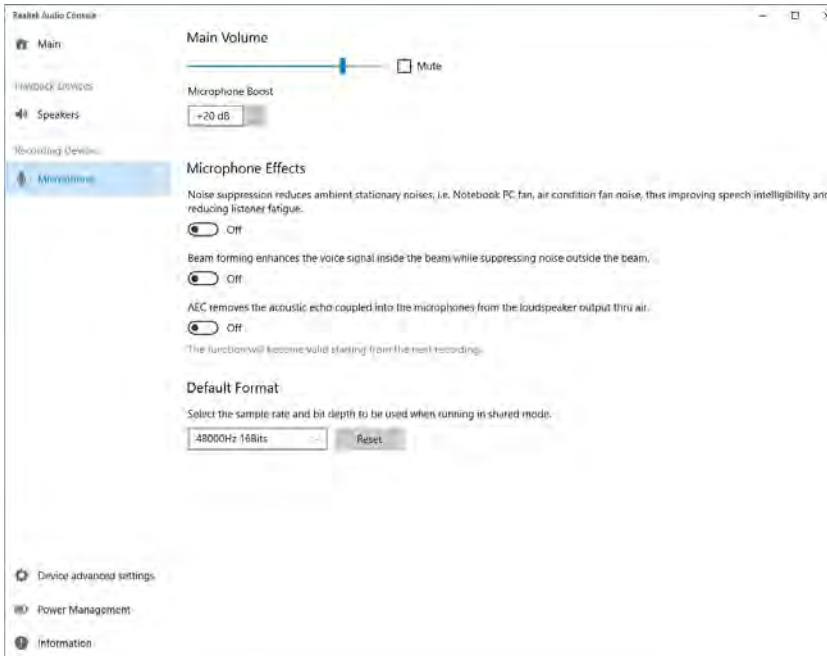 Realtek Audio Console
Main
Playback Devices
Speakers
Recording Devices
Microphone
Device advanced settings
Power Management
Information
Main Volume
Mute
Microphone Boost
+20 dB
Microphone Effects
Noise suppression reduces ambient stationary noises, i.e. Notebook PC fan, air condition fan noise, thus improving speech intelligibility and
reducing listener fatigue.
Off
Beam forming enhances the voice signal inside the beam while suppressing noise outside the beam.
Off
AEC removes the acoustic echo coupled into the microphones from the loudspeaker output thru air.
Off
The function will become valid starting from the next recording.
Default Format
Select the sample rate and bit depth to be used when running in shared mode.
48000Hz 16Bits
Reset